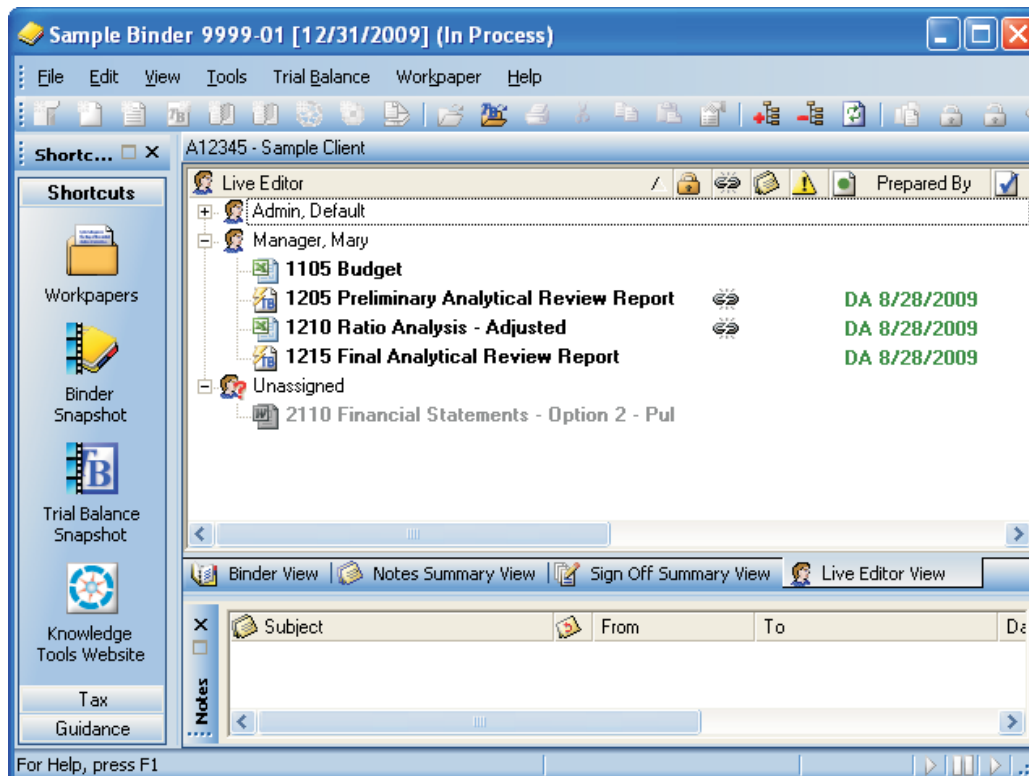 Sample Binder 9999-01 [12/31/2009] (In Process)
File Edit View Tools Trial Balance Workpaper Help
Shortc...
A12345 - Sample Client
Shortcuts
Live Editor Prepared By
Admin, Default
Manager, Mary
1105 Budget
1205 Preliminary Analytical Review Report DA 8/28/2009
1210 Ratio Analysis - Adjusted DA 8/28/2009
1215 Final Analytical Review Report DA 8/28/2009
Unassigned
2110 Financial Statements - Option 2 - Pul
Workpapers
Binder
Snapshot
TB
Trial Balance
Snapshot
Knowledge
Tools Website
Tax
Guidance
Binder View Notes Summary View Sign Off Summary View Live Editor View
Notes
Subject From To Da
For Help, press F1